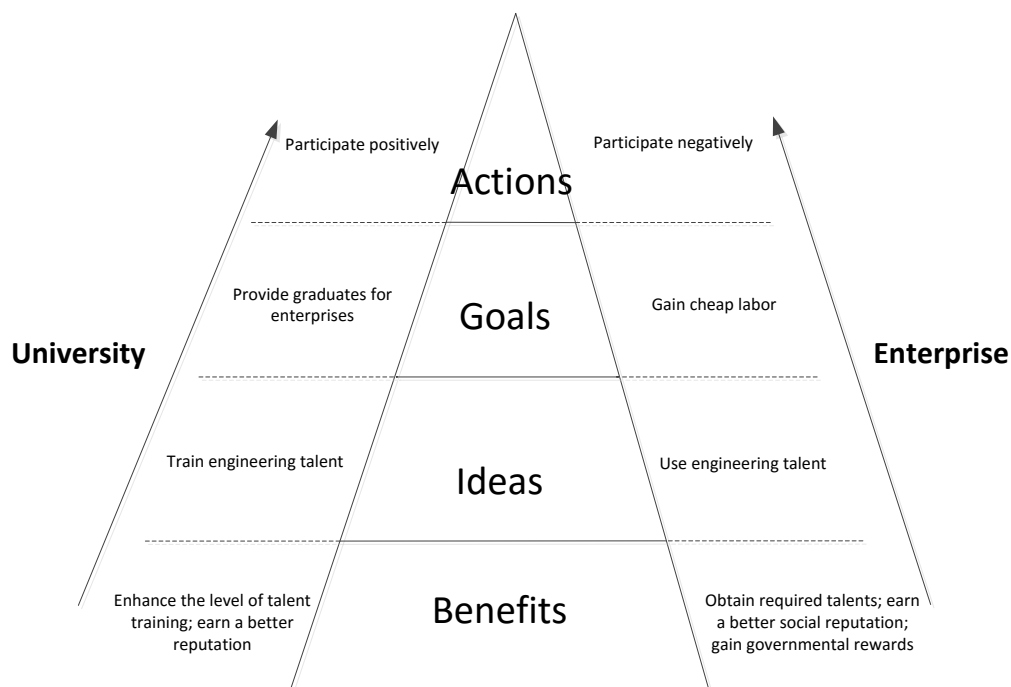 Participate positively
Participate negatively
Actions
Provide graduates for
enterprises
Goals
Gain cheap labor
University
Enterprise
Train engineering talent
Ideas
Use engineering talent
Enhance the level of talent
training; earn a better
reputation
Benefits
Obtain required talents; earn
a better social reputation;
gain governmental rewards